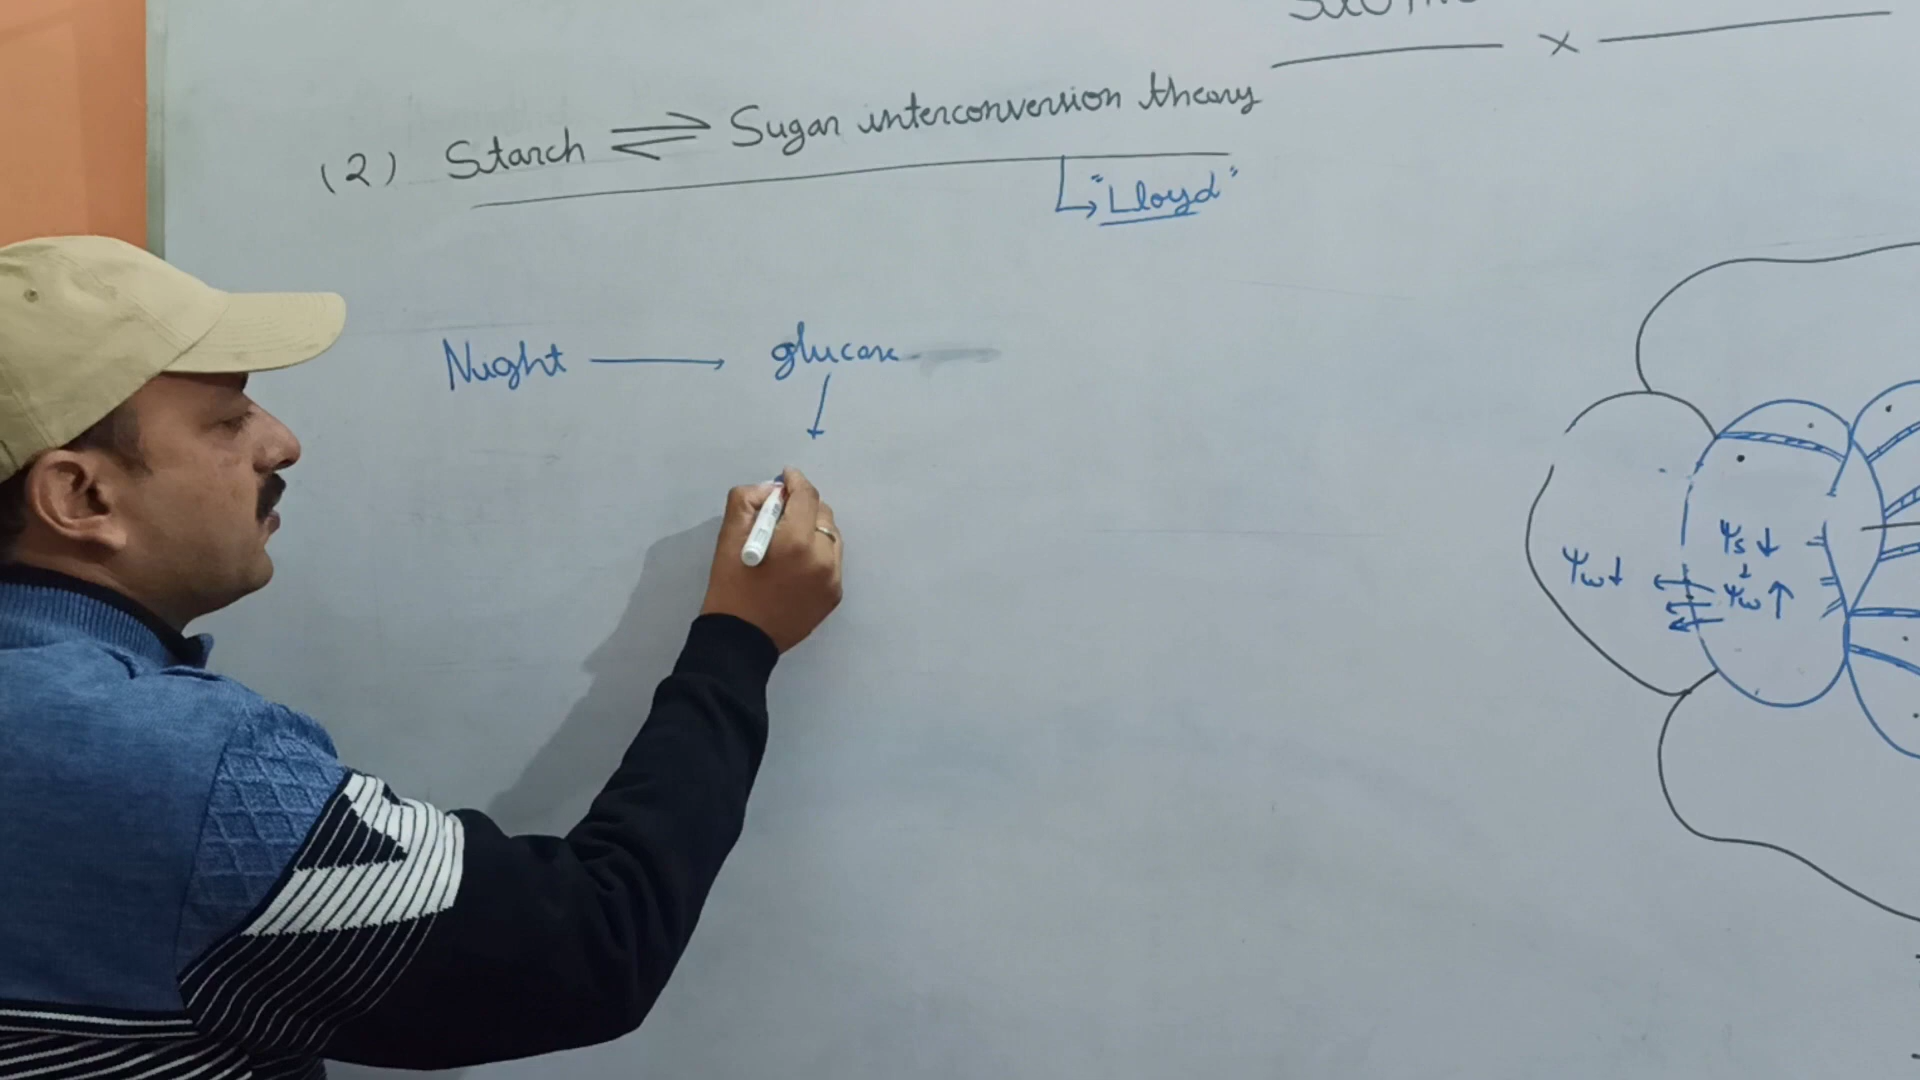 (2) Starch ⇌ Sugar interconversion theory
"Lloyd"
Night → glucose
↓
Ψw↓
Ψs↓
↓
Ψw↑